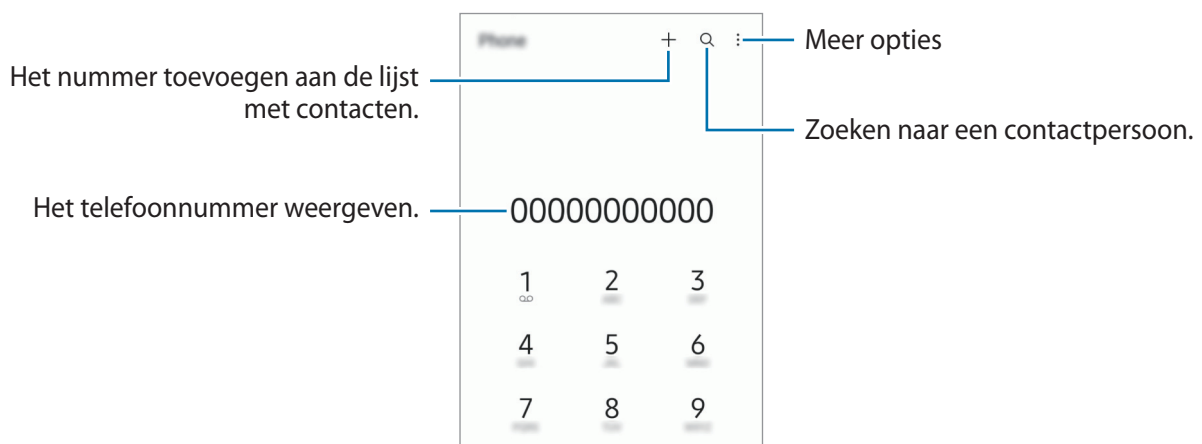 Phone
Meer opties
Het nummer toevoegen aan de lijst
met contacten.
Zoeken naar een contactpersoon.
Het telefoonnummer weergeven.
00000000000
1 2 3
4 5 6
7 8 9